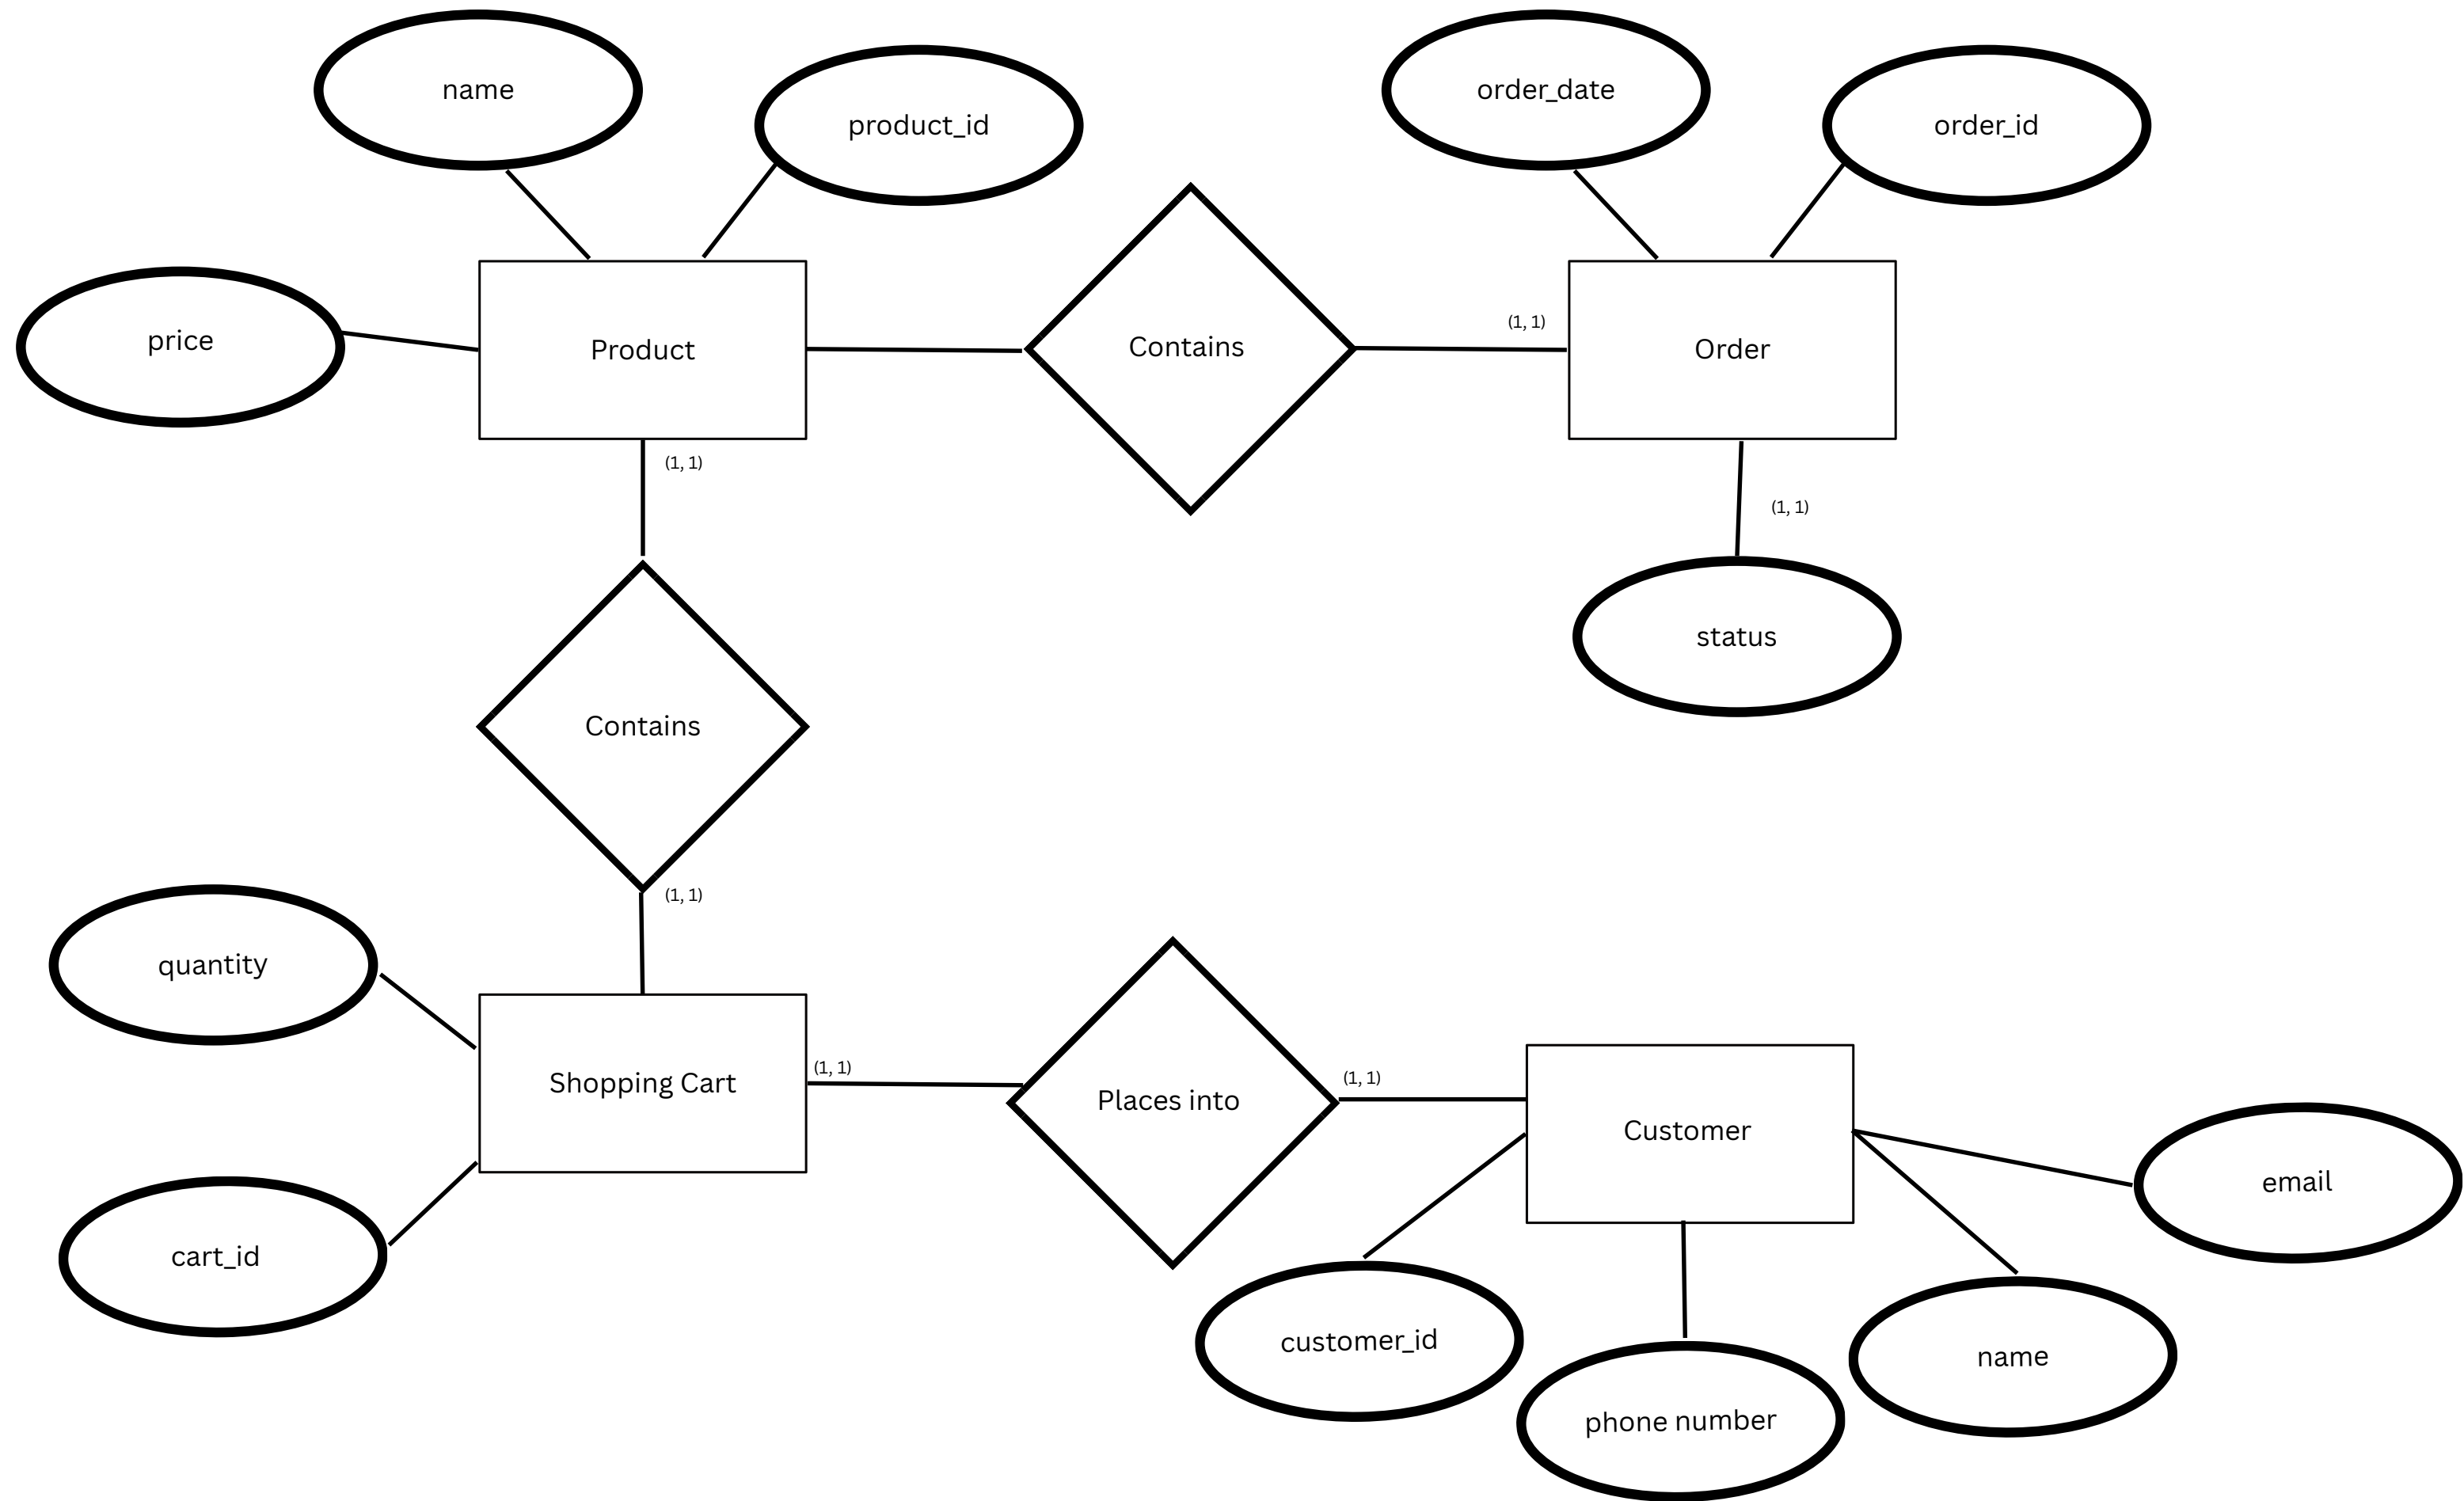 name
order_date
product_id
order_id
(1, 1)
price
Product
Contains
Order
(1, 1)
(1, 1)
status
Contains
(1, 1)
quantity
(1, 1)
(1, 1)
Shopping Cart
Places into
Customer
email
cart_id
customer_id
name
phone number